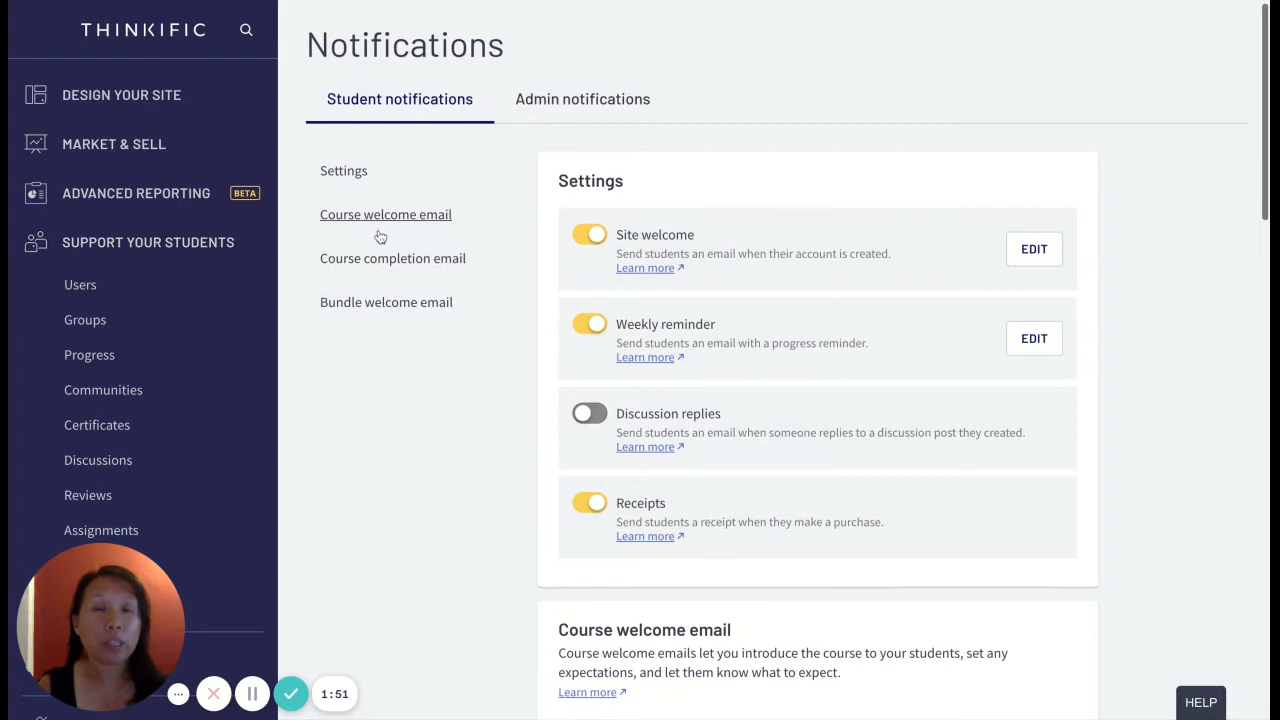 THINKIFIC
DESIGN YOUR SITE
MARKET & SELL
ADVANCED REPORTING BETA
SUPPORT YOUR STUDENTS
Users
Groups
Progress
Communities
Certificates
Discussions
Reviews
Assignments
1:51
Notifications
Student notifications
Admin notifications
Settings
Course welcome email
Course completion email
Bundle welcome email
Settings
Site welcome
Send students an email when their account is created.
Learn more
EDIT
Weekly reminder
Send students an email with a progress reminder.
Learn more
EDIT
Discussion replies
Send students an email when someone replies to a discussion post they created.
Learn more
Receipts
Send students a receipt when they make a purchase.
Learn more
Course welcome email
Course welcome emails let you introduce the course to your students, set any
expectations, and let them know what to expect.
Learn more
HELP